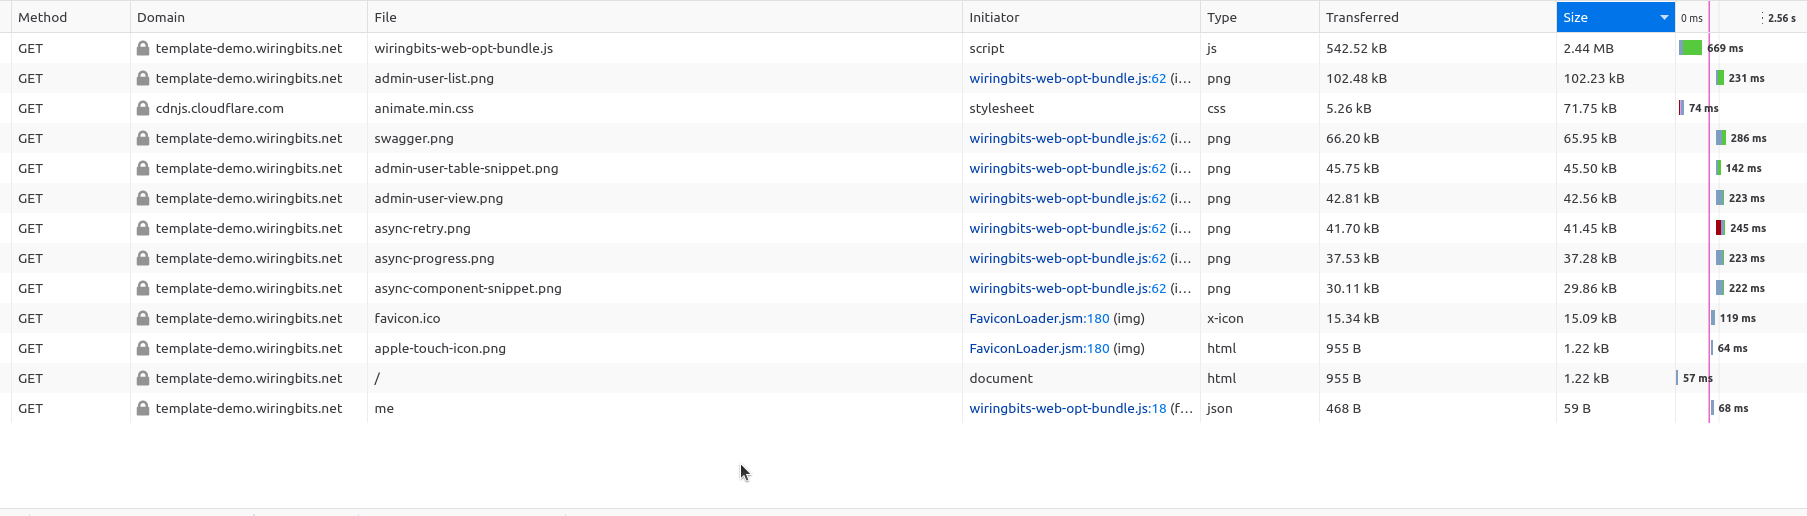 Method Domain File Initiator Type Transferred Size 0 ms 2.56 s
GET template-demo.wiringbits.net wiringbits-web-opt-bundle.js script js 542.52 kB 2.44 MB 669 ms
GET template-demo.wiringbits.net admin-user-list.png wiringbits-web-opt-bundle.js:62 (i… png 102.48 kB 102.23 kB 231 ms
GET cdnjs.cloudflare.com animate.min.css stylesheet css 5.26 kB 71.75 kB 74 ms
GET template-demo.wiringbits.net swagger.png wiringbits-web-opt-bundle.js:62 (i… png 66.20 kB 65.95 kB 286 ms
GET template-demo.wiringbits.net admin-user-table-snippet.png wiringbits-web-opt-bundle.js:62 (i… png 45.75 kB 45.50 kB 142 ms
GET template-demo.wiringbits.net admin-user-view.png wiringbits-web-opt-bundle.js:62 (i… png 42.81 kB 42.56 kB 223 ms
GET template-demo.wiringbits.net async-retry.png wiringbits-web-opt-bundle.js:62 (i… png 41.70 kB 41.45 kB 245 ms
GET template-demo.wiringbits.net async-progress.png wiringbits-web-opt-bundle.js:62 (i… png 37.53 kB 37.28 kB 223 ms
GET template-demo.wiringbits.net async-component-snippet.png wiringbits-web-opt-bundle.js:62 (i… png 30.11 kB 29.86 kB 222 ms
GET template-demo.wiringbits.net favicon.ico FaviconLoader.jsm:180 (img) x-icon 15.34 kB 15.09 kB 119 ms
GET template-demo.wiringbits.net apple-touch-icon.png FaviconLoader.jsm:180 (img) html 955 B 1.22 kB 64 ms
GET template-demo.wiringbits.net / document html 955 B 1.22 kB 57 ms
GET template-demo.wiringbits.net me wiringbits-web-opt-bundle.js:18 (f… json 468 B 59 B 68 ms